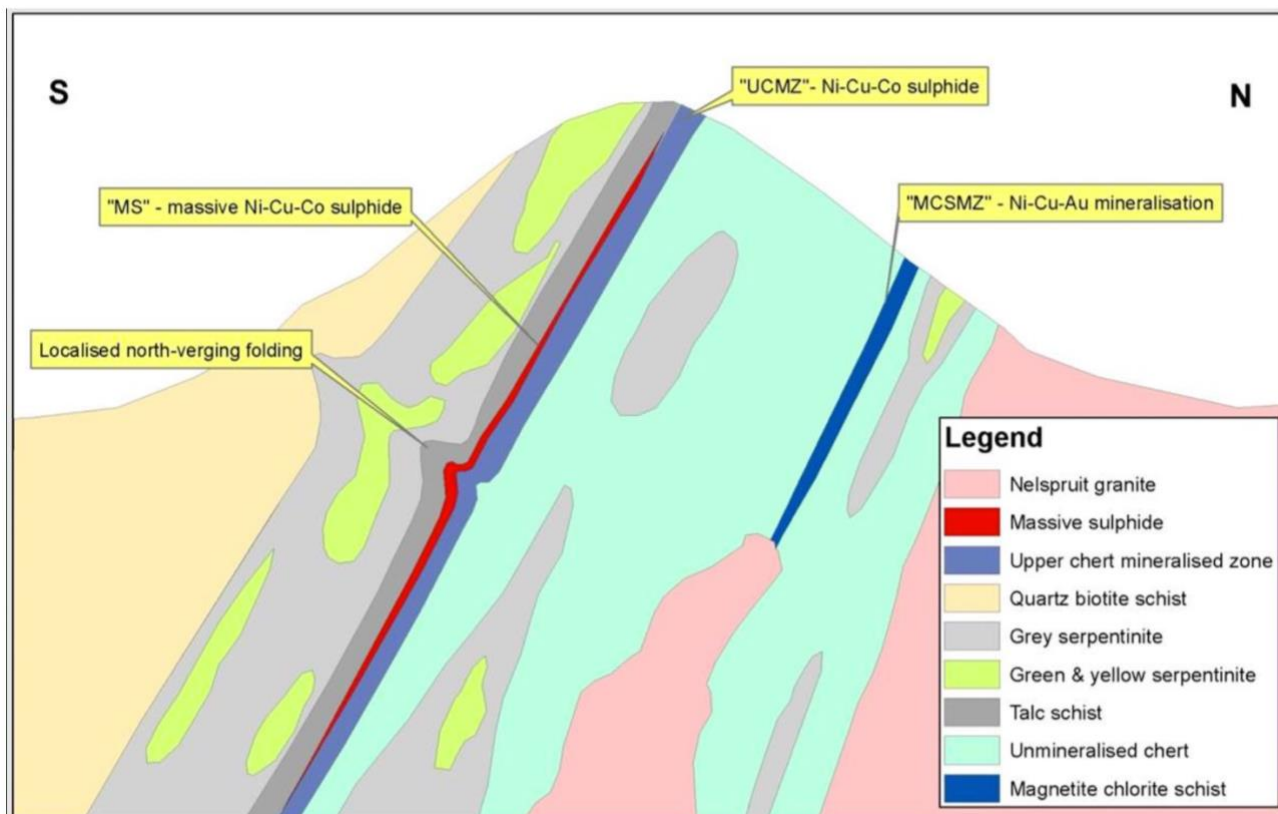 "UCMZ"- Ni-Cu-Co sulphide
S
N
"MS" - massive Ni-Cu-Co sulphide
"MCSMZ" - Ni-Cu-Au mineralisation
Localised north-verging folding
Legend
Nelspruit granite
Massive sulphide
Upper chert mineralised zone
Quartz biotite schist
Grey serpentinite
Green & yellow serpentinite
Talc schist
Unmineralised chert
Magnetite chlorite schist